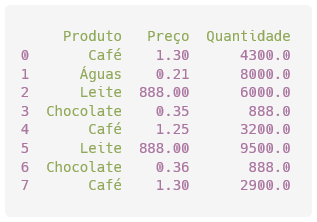 Produto Preço Quantidade
0 Café 1.30 4300.0
1 Águas 0.21 8000.0
2 Leite 888.00 6000.0
3 Chocolate 0.35 888.0
4 Café 1.25 3200.0
5 Leite 888.00 9500.0
6 Chocolate 0.36 888.0
7 Café 1.30 2900.0